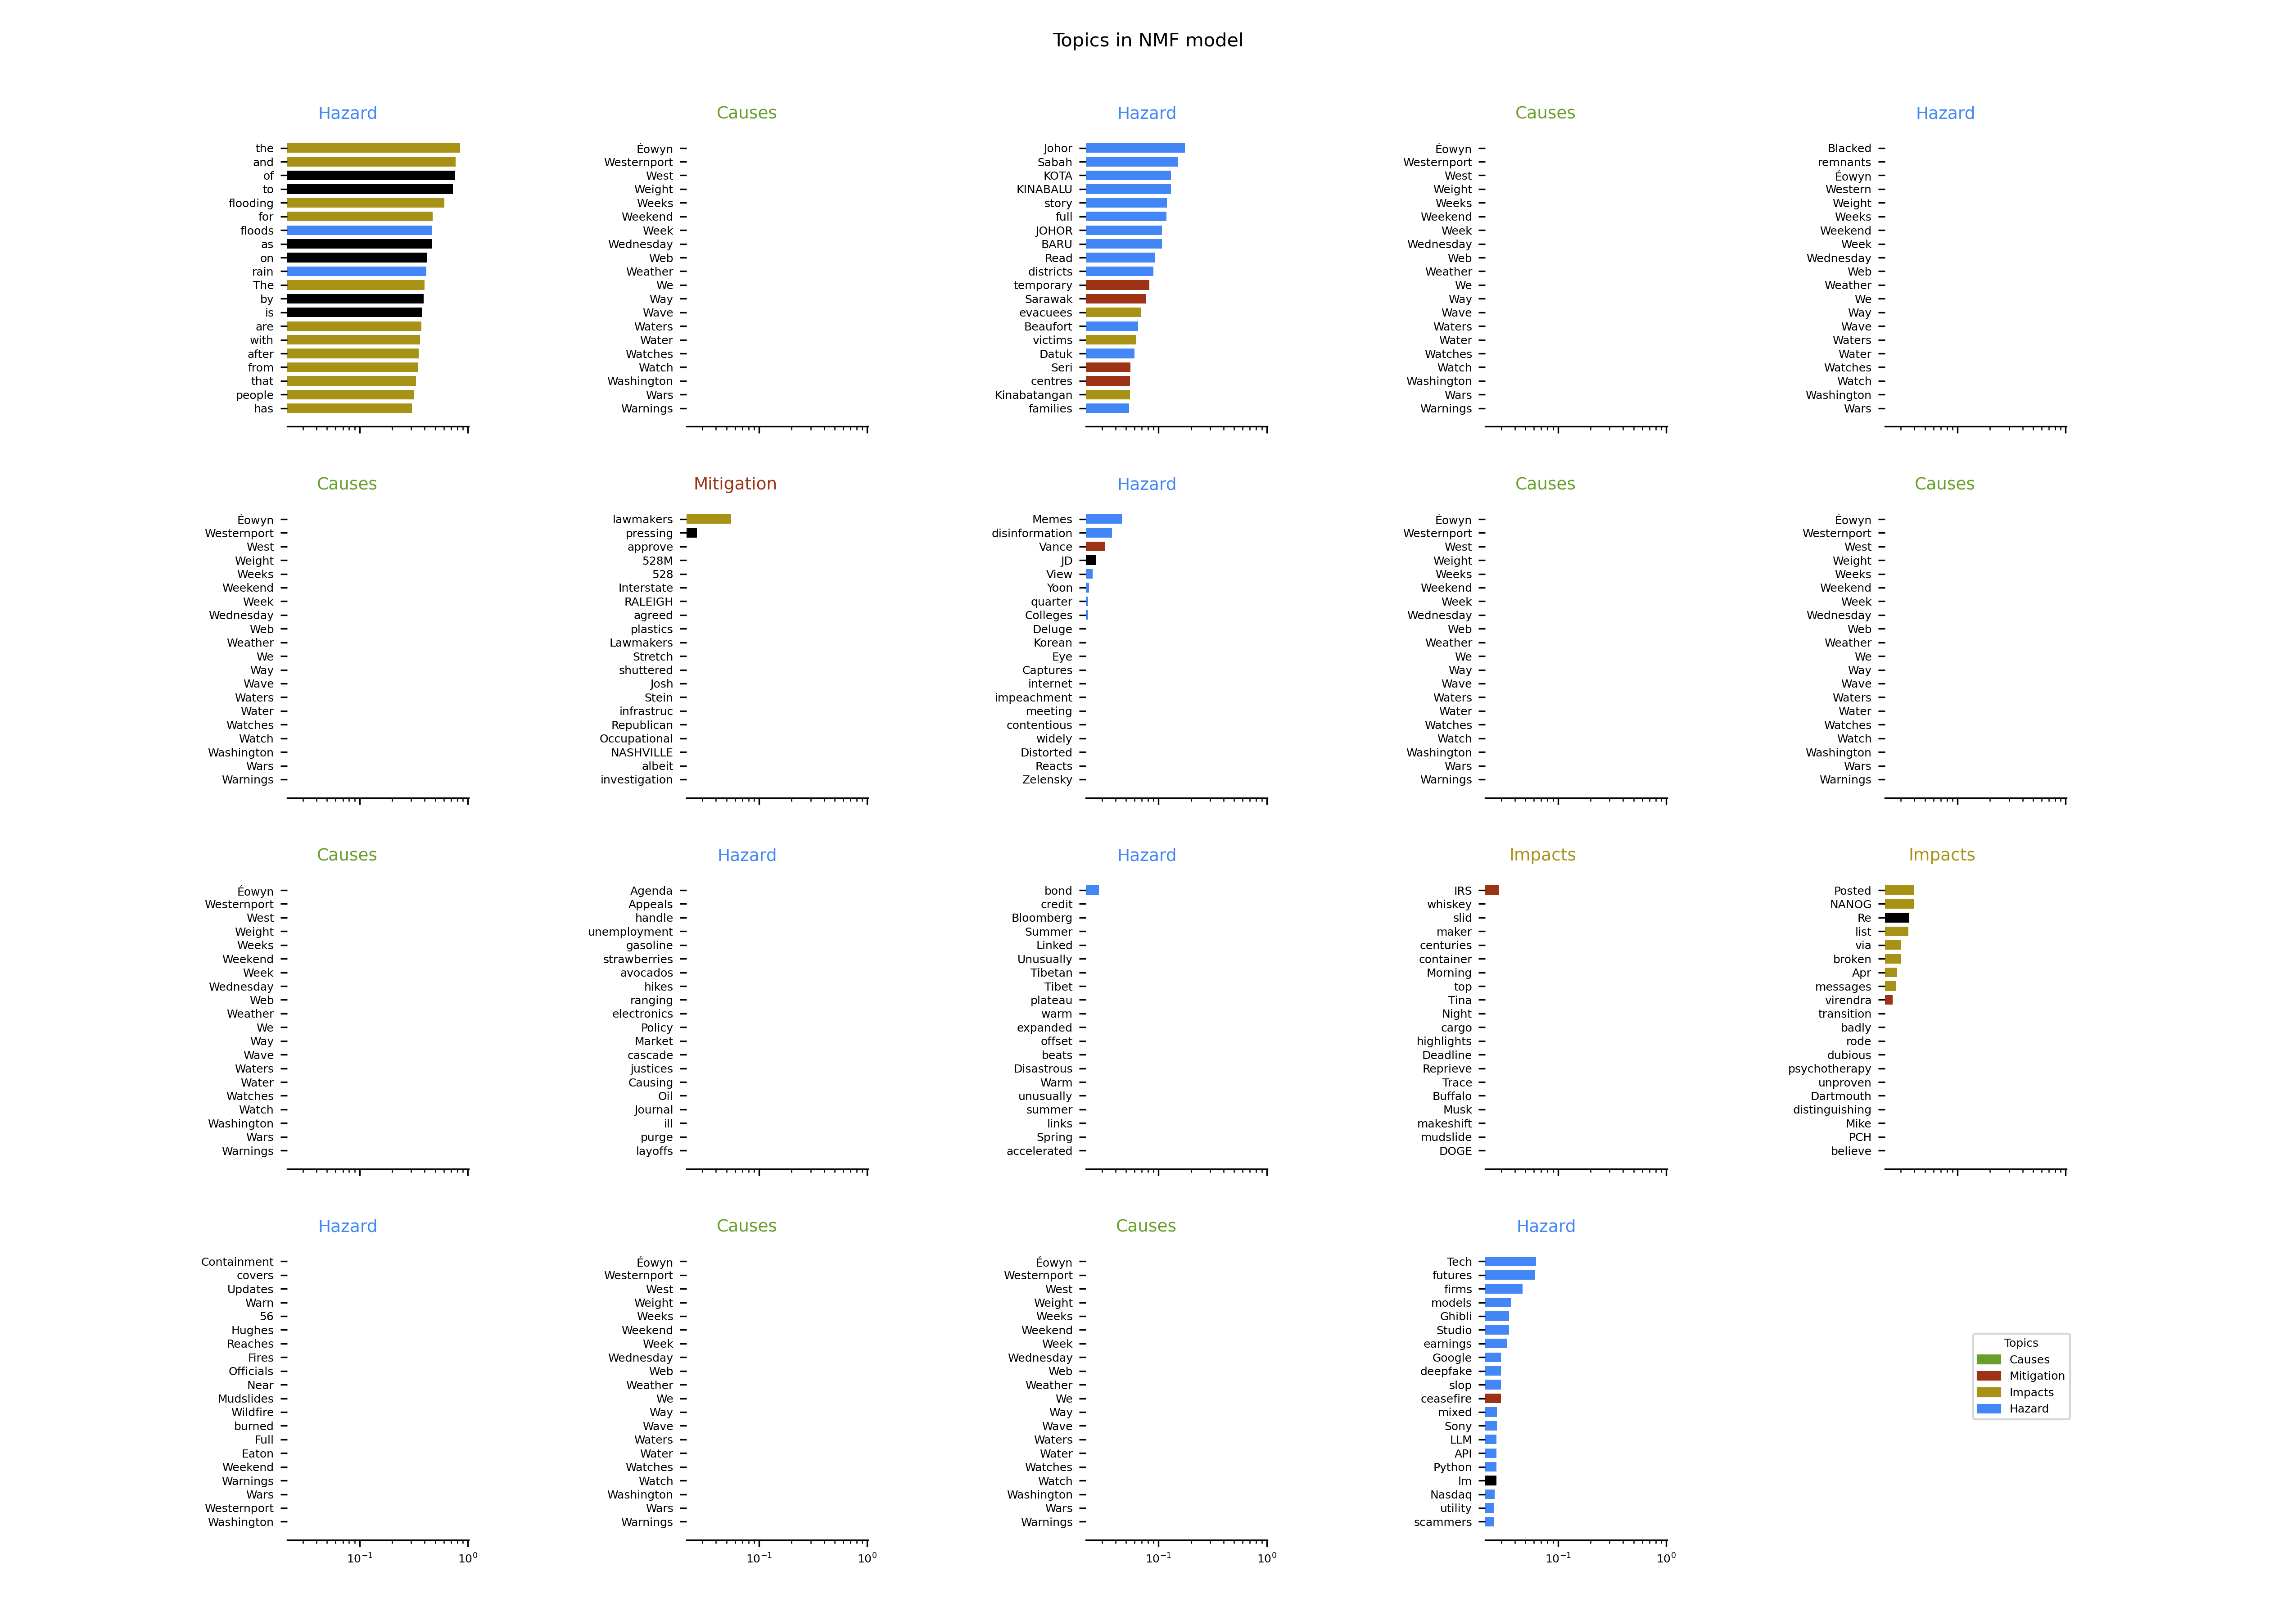 Topics in NMF model
Hazard
the
and
of
to
flooding
for
floods
as
on
rain
The
by
is
are
with
after
from
that
people
has
Causes
Éowyn
Westernport
West
Weight
Weeks
Weekend
Week
Wednesday
Web
Weather
We
Way
Wave
Waters
Water
Watches
Watch
Washington
Wars
Warnings
Hazard
Johor
Sabah
KOTA
KINABALU
story
full
JOHOR
BARU
Read
districts
temporary
Sarawak
evacuees
Beaufort
victims
Datuk
Seri
centres
Kinabatangan
families
Causes
Éowyn
Westernport
West
Weight
Weeks
Weekend
Week
Wednesday
Web
Weather
We
Way
Wave
Waters
Water
Watches
Watch
Washington
Wars
Warnings
Hazard
Blacked
remnants
Éowyn
Western
Weight
Weeks
Weekend
Week
Wednesday
Web
Weather
We
Way
Wave
Waters
Water
Watches
Watch
Washington
Wars
Causes
Éowyn
Westernport
West
Weight
Weeks
Weekend
Week
Wednesday
Web
Weather
We
Way
Wave
Waters
Water
Watches
Watch
Washington
Wars
Warnings
Mitigation
lawmakers
pressing
approve
528M
528
Interstate
RALEIGH
agreed
plastics
Lawmakers
Stretch
shuttered
Josh
Stein
infrastruc
Republican
Occupational
NASHVILLE
albeit
investigation
Hazard
Memes
disinformation
Vance
JD
View
Yoon
quarter
Colleges
Deluge
Korean
Eye
Captures
internet
impeachment
meeting
contentious
widely
Distorted
Reacts
Zelensky
Causes
Éowyn
Westernport
West
Weight
Weeks
Weekend
Week
Wednesday
Web
Weather
We
Way
Wave
Waters
Water
Watches
Watch
Washington
Wars
Warnings
Causes
Éowyn
Westernport
West
Weight
Weeks
Weekend
Week
Wednesday
Web
Weather
We
Way
Wave
Waters
Water
Watches
Watch
Washington
Wars
Warnings
Causes
Éowyn
Westernport
West
Weight
Weeks
Weekend
Week
Wednesday
Web
Weather
We
Way
Wave
Waters
Water
Watches
Watch
Washington
Wars
Warnings
Hazard
Agenda
Appeals
handle
unemployment
gasoline
strawberries
avocados
hikes
ranging
electronics
Policy
Market
cascade
justices
Causing
Oil
Journal
ill
purge
layoffs
Hazard
bond
credit
Bloomberg
Summer
Linked
Unusually
Tibetan
Tibet
plateau
warm
expanded
offset
beats
Disastrous
Warm
unusually
summer
links
Spring
accelerated
Impacts
IRS
whiskey
slid
maker
centuries
container
Morning
top
Tina
Night
cargo
highlights
Deadline
Reprieve
Trace
Buffalo
Musk
makeshift
mudslide
DOGE
Impacts
Posted
NANOG
Re
list
via
broken
Apr
messages
virendra
transition
badly
rode
dubious
psychotherapy
unproven
Dartmouth
distinguishing
Mike
PCH
believe
Hazard
Containment
covers
Updates
Warn
56
Hughes
Reaches
Fires
Officials
Near
Mudslides
Wildfire
burned
Full
Eaton
Weekend
Warnings
Wars
Westernport
Washington
10⁻¹ 10⁰
Causes
Éowyn
Westernport
West
Weight
Weeks
Weekend
Week
Wednesday
Web
Weather
We
Way
Wave
Waters
Water
Watches
Watch
Washington
Wars
Warnings
10⁻¹ 10⁰
Causes
Éowyn
Westernport
West
Weight
Weeks
Weekend
Week
Wednesday
Web
Weather
We
Way
Wave
Waters
Water
Watches
Watch
Washington
Wars
Warnings
10⁻¹ 10⁰
Hazard
Tech
futures
firms
models
Ghibli
Studio
earnings
Google
deepfake
slop
ceasefire
mixed
Sony
LLM
API
Python
Nasdaq
utility
scammers
10⁻¹ 10⁰
Topics
Causes
Mitigation
Impacts
Hazard